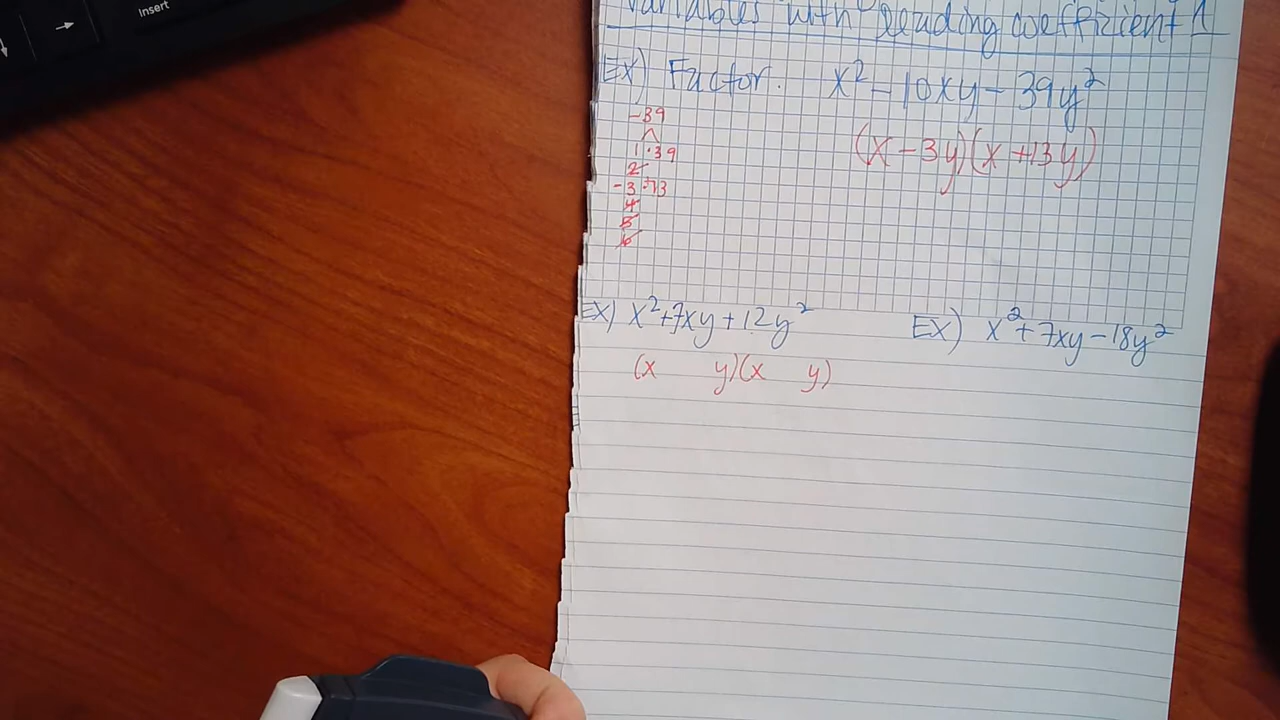 Insert
→
variables with leading coefficient 1
EX) Factor. x² - 10xy - 39y²
-39
1·39
(x - 3y)(x + 13y)
2
-3·13
4
5
6
EX) x² + 7xy + 12y²
EX) x² + 7xy - 18y²
(x y)(x y)